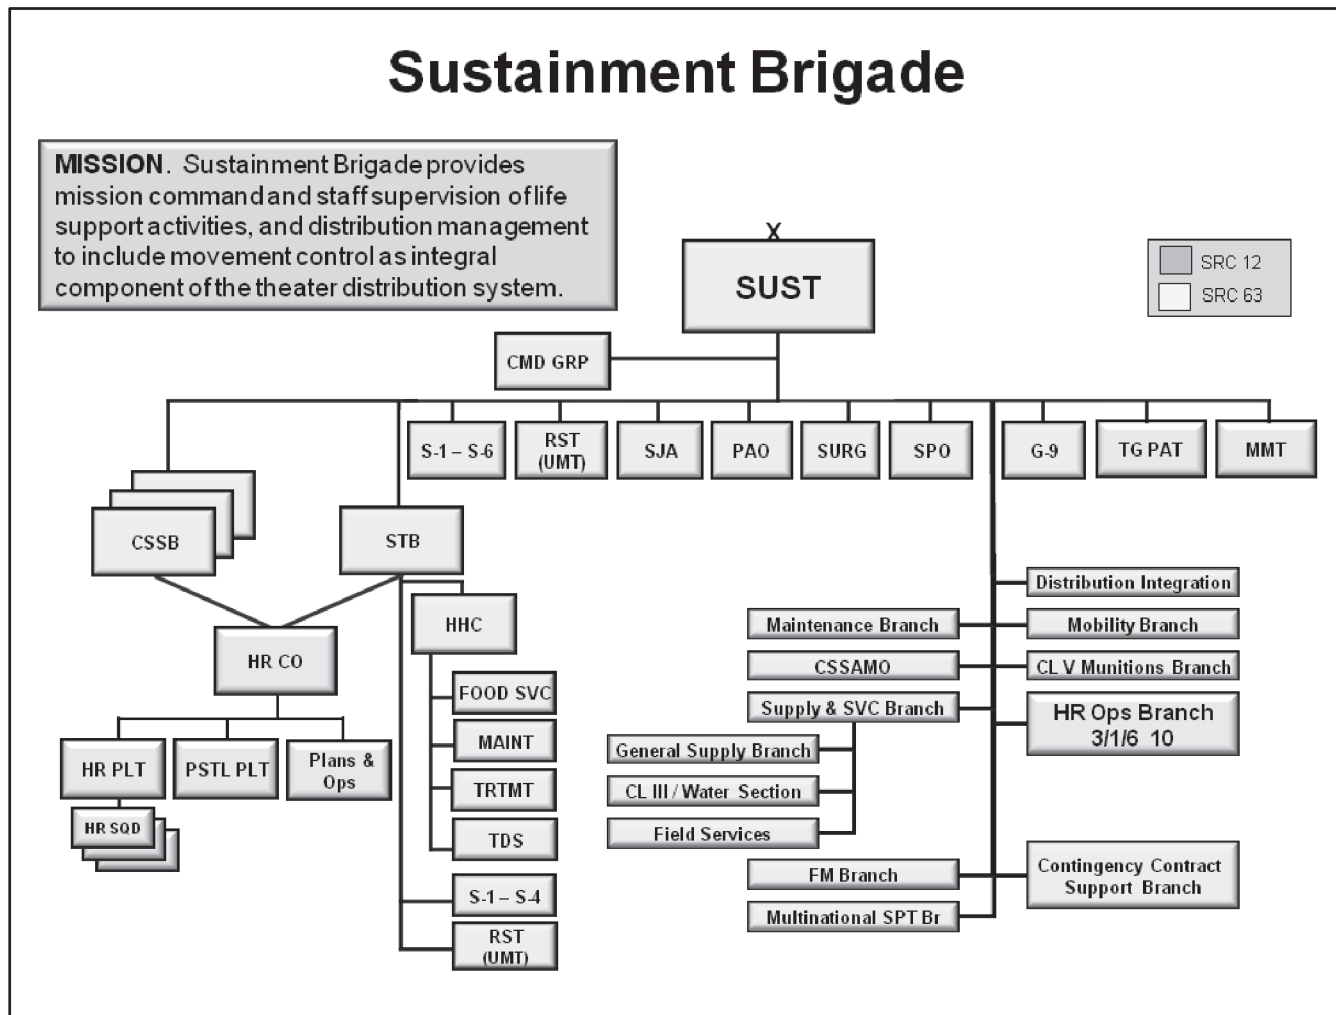 Sustainment Brigade
MISSION. Sustainment Brigade provides
mission command and staff supervision of life
support activities, and distribution management
to include movement control as integral
component of the theater distribution system.
X
SUST
SRC 12
SRC 63
CMD GRP
S-1 – S-6
RST
(UMT)
SJA
PAO
SURG
SPO
G-9
TG PAT
MMT
CSSB
STB
HHC
HR CO
FOOD SVC
MAINT
TRTMT
TDS
S-1 – S-4
RST
(UMT)
HR PLT
PSTL PLT
Plans &
Ops
HR SQD
Distribution Integration
Maintenance Branch
Mobility Branch
CSSAMO
CL V Munitions Branch
Supply & SVC Branch
HR Ops Branch
3/1/6 10
General Supply Branch
CL III / Water Section
Field Services
FM Branch
Contingency Contract
Support Branch
Multinational SPT Br